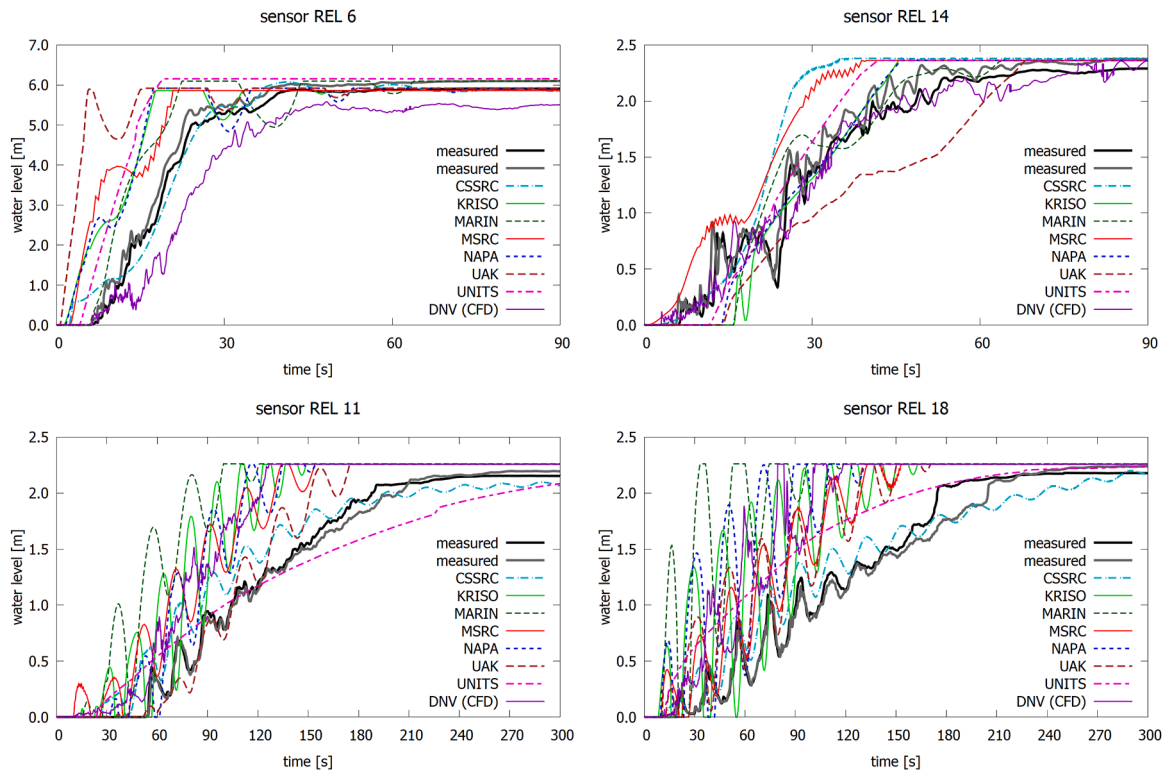 sensor REL 6
7.0
6.0
5.0
4.0
3.0
2.0
1.0
0.0
water level [m]
measured
measured
CSSRC
KRISO
MARIN
MSRC
NAPA
UAK
UNITS
DNV (CFD)
0 30 60 90
time [s]
sensor REL 14
2.5
2.0
1.5
1.0
0.5
0.0
water level [m]
measured
measured
CSSRC
KRISO
MARIN
MSRC
NAPA
UAK
UNITS
DNV (CFD)
0 30 60 90
time [s]
sensor REL 11
2.5
2.0
1.5
1.0
0.5
0.0
water level [m]
measured
measured
CSSRC
KRISO
MARIN
MSRC
NAPA
UAK
UNITS
DNV (CFD)
0 30 60 90 120 150 180 210 240 270 300
time [s]
sensor REL 18
2.5
2.0
1.5
1.0
0.5
0.0
water level [m]
measured
measured
CSSRC
KRISO
MARIN
MSRC
NAPA
UAK
UNITS
DNV (CFD)
0 30 60 90 120 150 180 210 240 270 300
time [s]